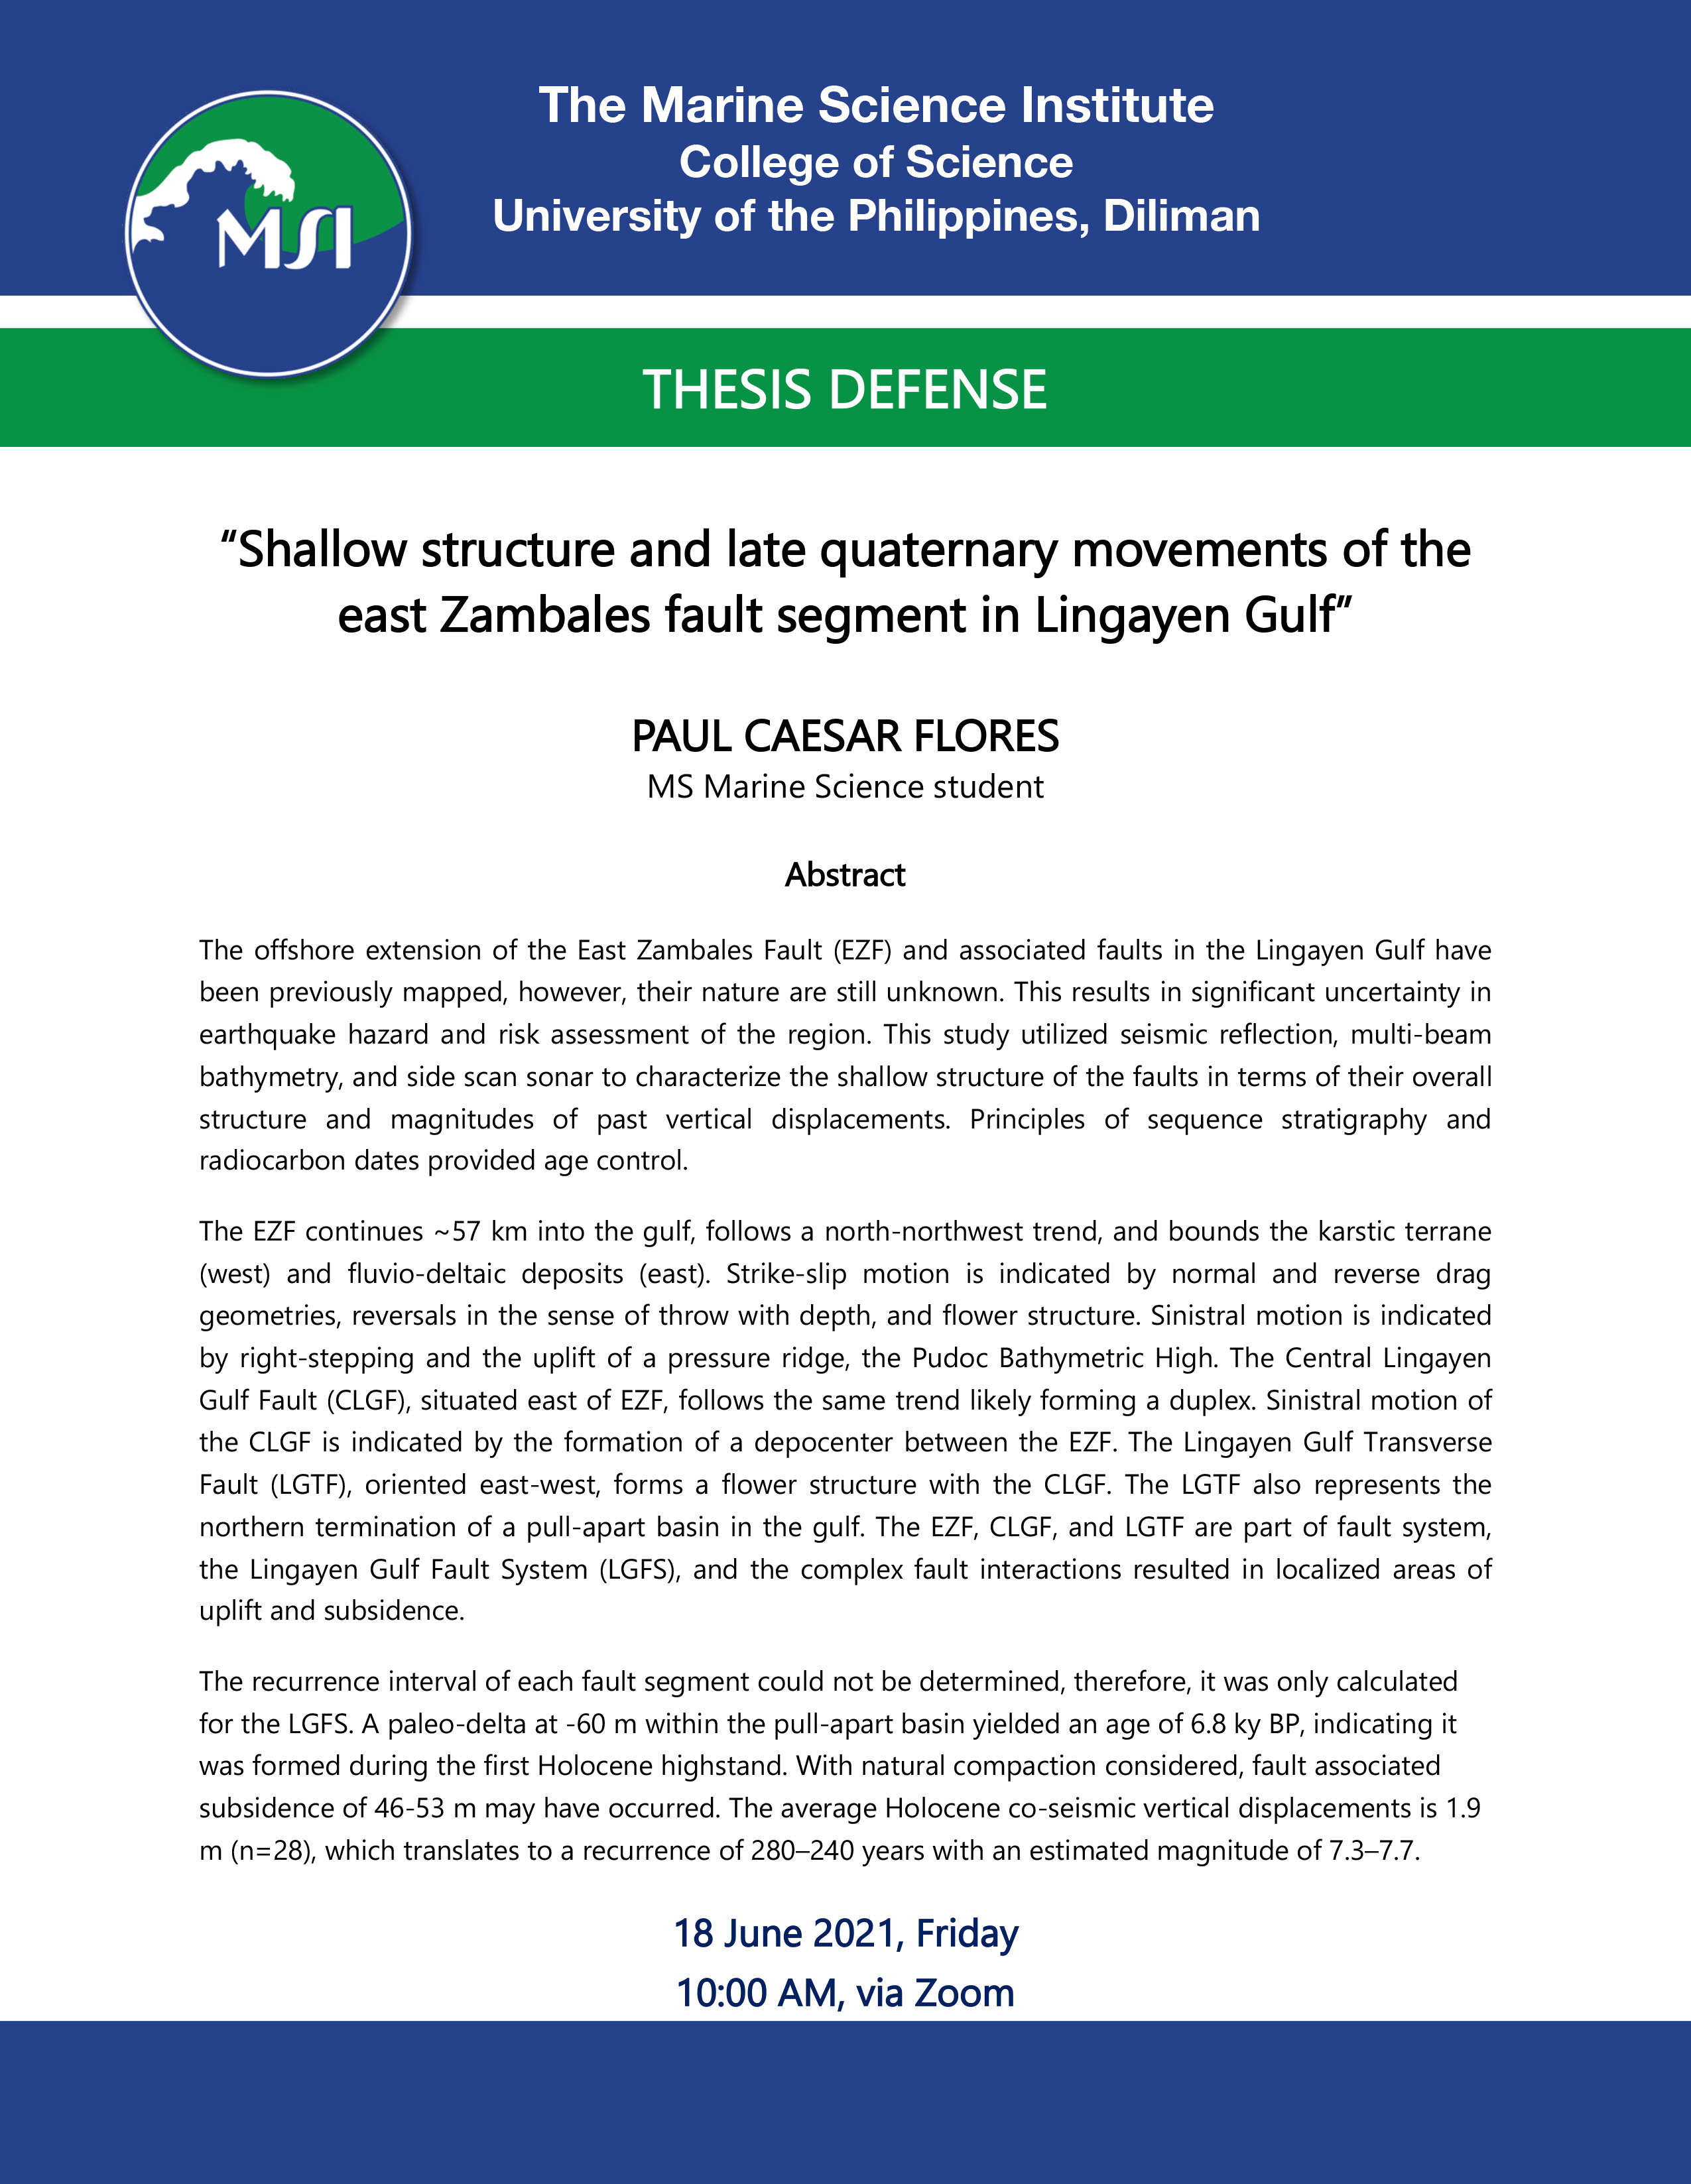 The Marine Science Institute
College of Science
University of the Philippines, Diliman
MSI
THESIS DEFENSE
“Shallow structure and late quaternary movements of the
east Zambales fault segment in Lingayen Gulf”
PAUL CAESAR FLORES
MS Marine Science student
Abstract
The offshore extension of the East Zambales Fault (EZF) and associated faults in the Lingayen Gulf have
been previously mapped, however, their nature are still unknown. This results in significant uncertainty in
earthquake hazard and risk assessment of the region. This study utilized seismic reflection, multi-beam
bathymetry, and side scan sonar to characterize the shallow structure of the faults in terms of their overall
structure and magnitudes of past vertical displacements. Principles of sequence stratigraphy and
radiocarbon dates provided age control.
The EZF continues ~57 km into the gulf, follows a north-northwest trend, and bounds the karstic terrane
(west) and fluvio-deltaic deposits (east). Strike-slip motion is indicated by normal and reverse drag
geometries, reversals in the sense of throw with depth, and flower structure. Sinistral motion is indicated
by right-stepping and the uplift of a pressure ridge, the Pudoc Bathymetric High. The Central Lingayen
Gulf Fault (CLGF), situated east of EZF, follows the same trend likely forming a duplex. Sinistral motion of
the CLGF is indicated by the formation of a depocenter between the EZF. The Lingayen Gulf Transverse
Fault (LGTF), oriented east-west, forms a flower structure with the CLGF. The LGTF also represents the
northern termination of a pull-apart basin in the gulf. The EZF, CLGF, and LGTF are part of fault system,
the Lingayen Gulf Fault System (LGFS), and the complex fault interactions resulted in localized areas of
uplift and subsidence.
The recurrence interval of each fault segment could not be determined, therefore, it was only calculated
for the LGFS. A paleo-delta at -60 m within the pull-apart basin yielded an age of 6.8 ky BP, indicating it
was formed during the first Holocene highstand. With natural compaction considered, fault associated
subsidence of 46-53 m may have occurred. The average Holocene co-seismic vertical displacements is 1.9
m (n=28), which translates to a recurrence of 280–240 years with an estimated magnitude of 7.3–7.7.
18 June 2021, Friday
10:00 AM, via Zoom